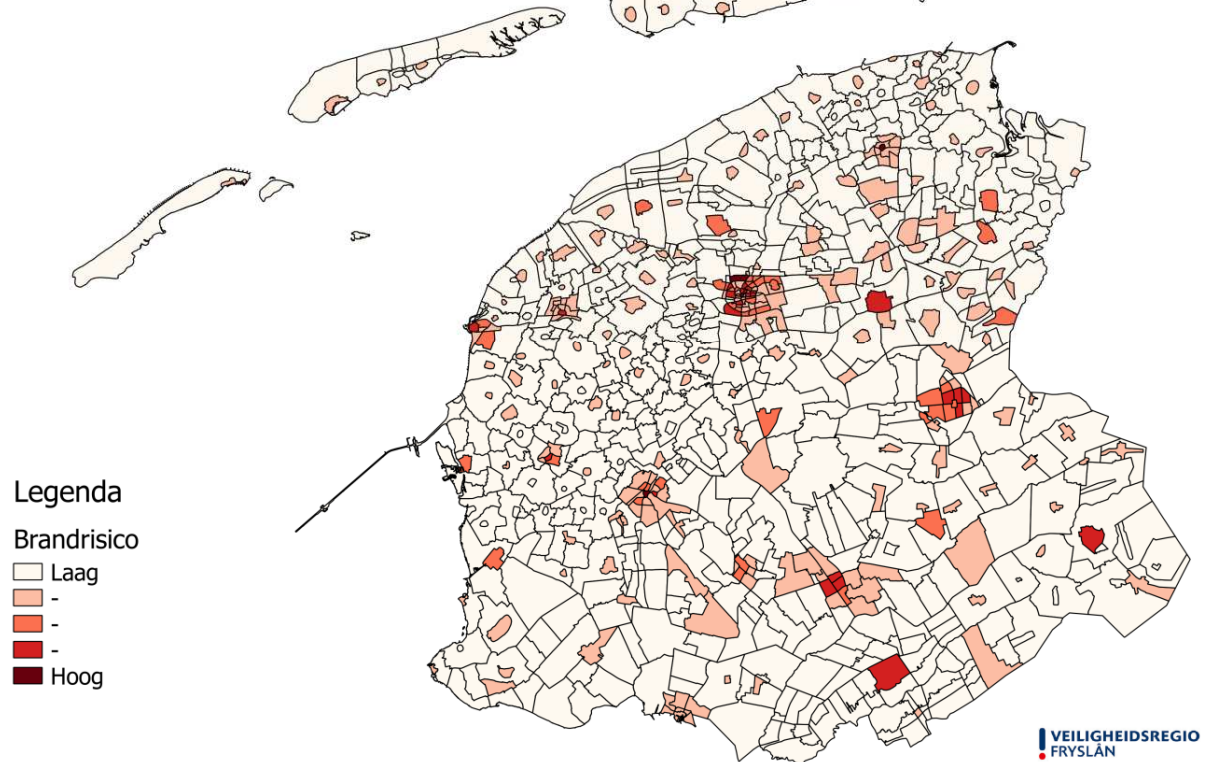 Legenda
Brandrisico
Laag
-
-
-
Hoog
VEILIGHEIDSREGIO
FRYSLÂN